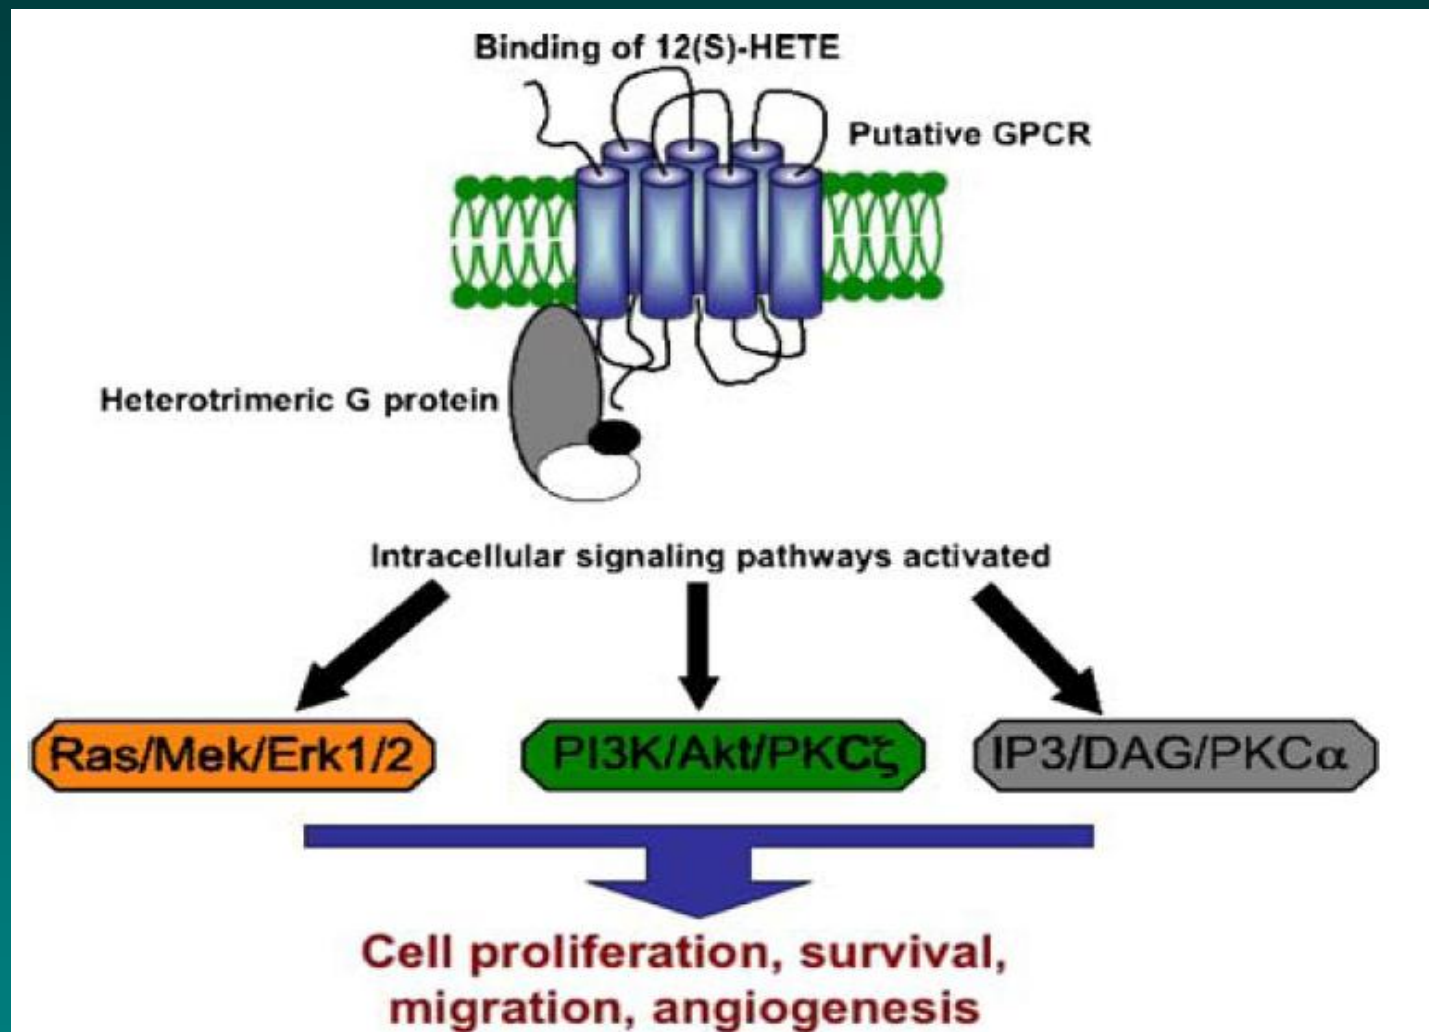 Binding of 12(S)-HETE
Putative GPCR
Heterotrimeric G protein
Intracellular signaling pathways activated
Ras/Mek/Erk1/2
PI3K/Akt/PKCζ
IP3/DAG/PKCα
Cell proliferation, survival,
migration, angiogenesis